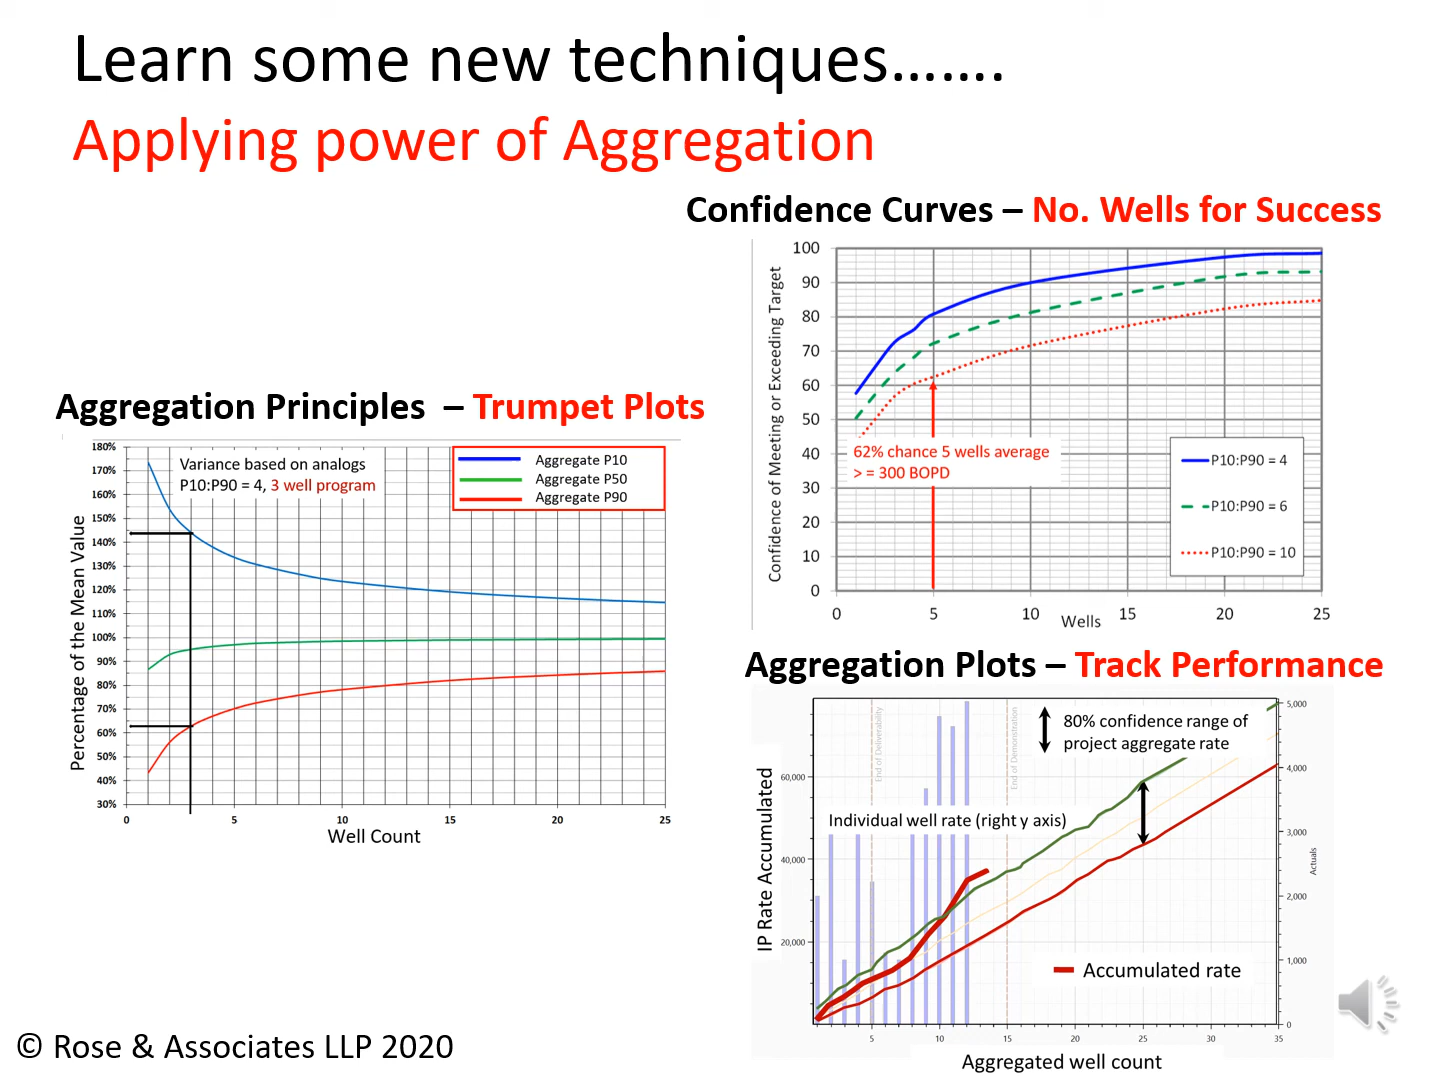 Learn some new techniques.......
Applying power of Aggregation
Confidence Curves – No. Wells for Success
Confidence of Meeting or Exceeding Target
100
90
80
70
60
50
40
30
20
10
0
62% chance 5 wells average
> = 300 BOPD
P10:P90 = 4
P10:P90 = 6
P10:P90 = 10
0 5 10 15 20 25
Wells
Aggregation Principles – Trumpet Plots
Percentage of the Mean Value
180%
170%
160%
150%
140%
130%
120%
110%
100%
90%
80%
70%
60%
50%
40%
30%
Variance based on analogs
P10:P90 = 4, 3 well program
Aggregate P10
Aggregate P50
Aggregate P90
0 5 10 15 20 25
Well Count
Aggregation Plots – Track Performance
IP Rate Accumulated
60,000
40,000
20,000
End of Deliverability
End of Demonstration
80% confidence range of
project aggregate rate
Individual well rate (right y axis)
Accumulated rate
5,000
4,000
3,000
2,000
1,000
0
Actuals
5 10 15 20 25 30 35
Aggregated well count
© Rose & Associates LLP 2020